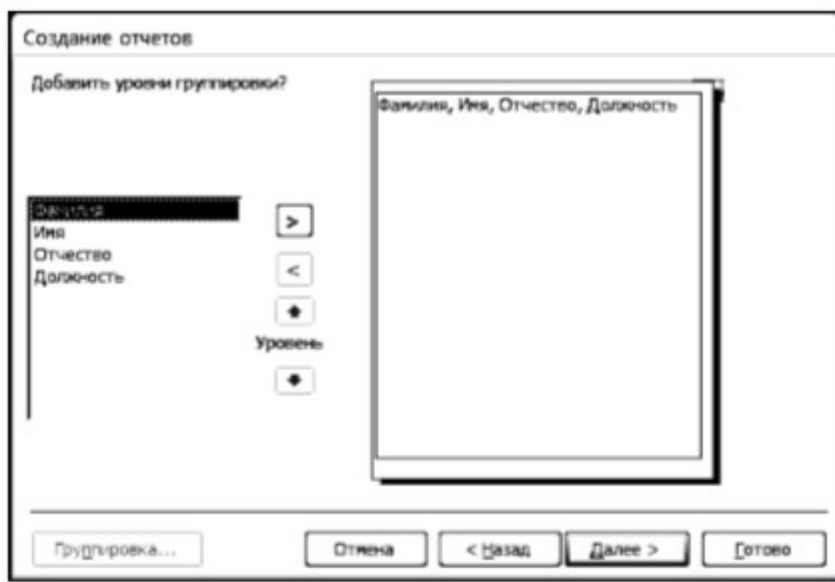 Создание отчетов
Добавить уровни группировки?
Фамилия, Имя, Отчество, Должность
Фамилия
Имя
Отчество
Должность
>
<
Уровень
Группировка...
Отмена
< Назад
Далее >
Готово